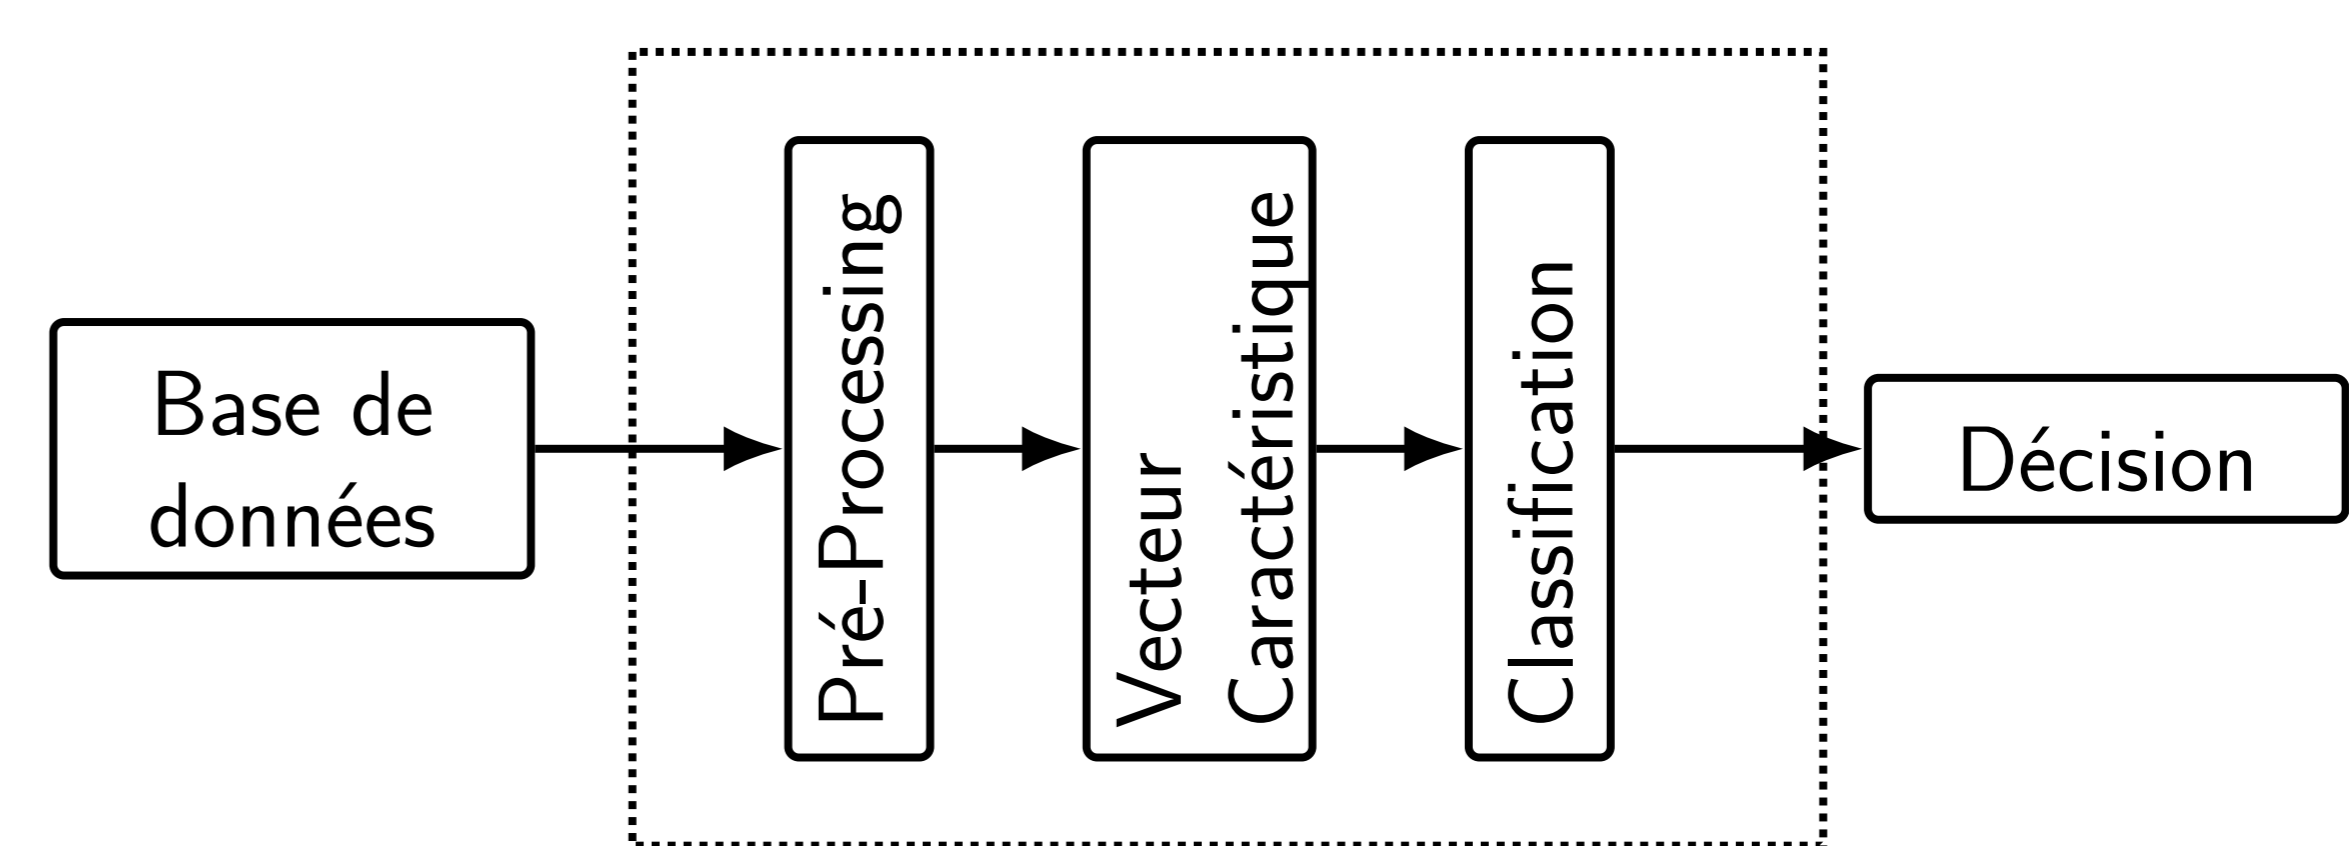 Base de
données
Pré-Processing
Vecteur
Caractéristique
Classification
Décision